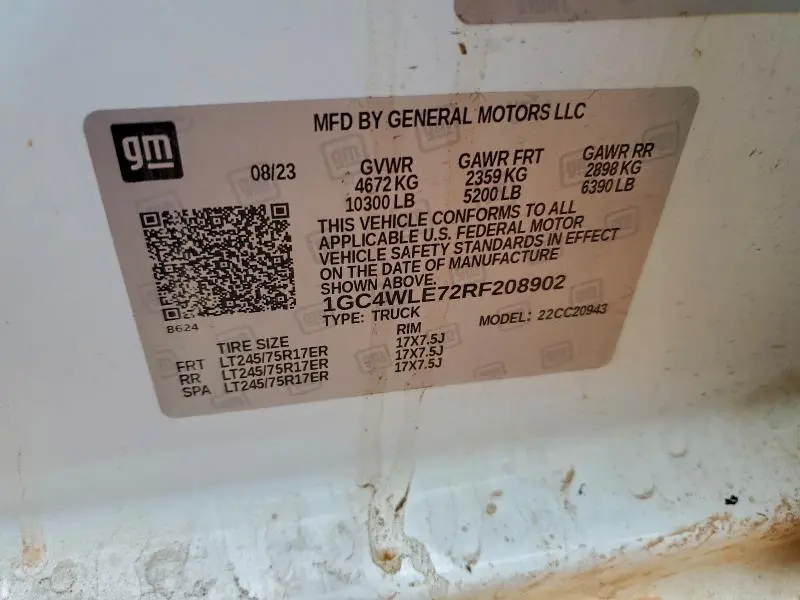 gm
MFD BY GENERAL MOTORS LLC
08/23 GVWR GAWR FRT GAWR RR
4672 KG 2359 KG 2898 KG
10300 LB 5200 LB 6390 LB
THIS VEHICLE CONFORMS TO ALL
APPLICABLE U.S. FEDERAL MOTOR
VEHICLE SAFETY STANDARDS IN EFFECT
ON THE DATE OF MANUFACTURE
SHOWN ABOVE.
1GC4WLE72RF208902
8624
TYPE: TRUCK MODEL: 22CC20943
TIRE SIZE RIM
FRT LT245/75R17ER 17X7.5J
RR LT245/75R17ER 17X7.5J
SPA LT245/75R17ER 17X7.5J